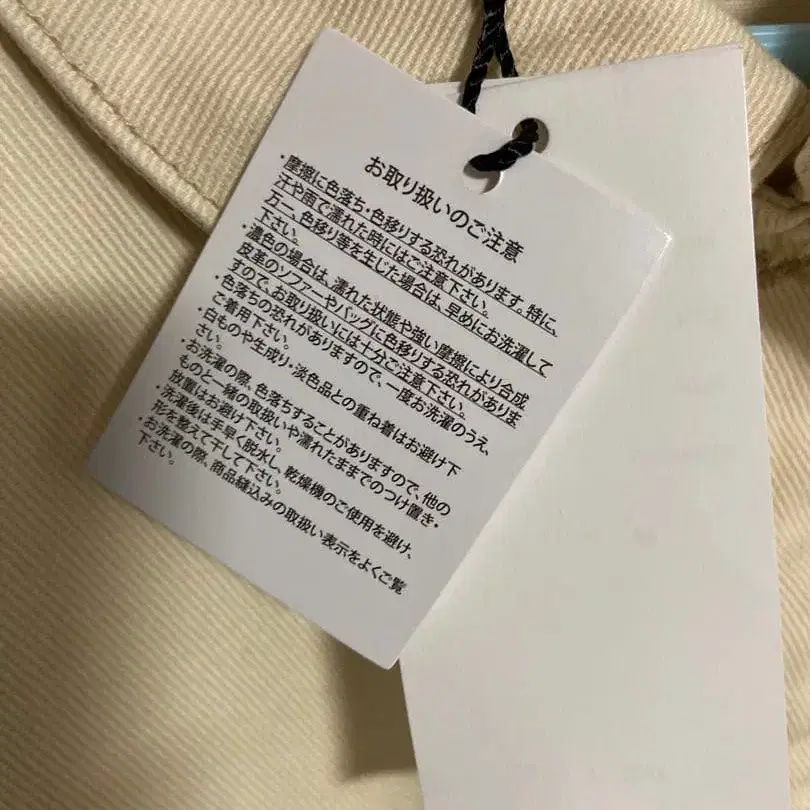 お取り扱いのご注意
・摩擦に色落ち・色移りする恐れがあります 特に、
汗や雨で濡れた時にはご注意下さい。
万一、色移り等を生じた場合は、早めにお洗濯して
下さい。
・濃色の場合は、濡れた状態や強い摩擦により合成
皮革のソファーやバッグに色移りする恐れがありま
すので、お取り扱いには十分ご注意下さい。
・色落ちの恐れがありますので、一度お洗濯のうえ、
ご着用下さい。
・白ものや生成り・淡色品との重ね着はお避け下
さい。
・お洗濯の際、色落ちすることがありますので、他の
ものと一緒の取扱いや濡れたままでのつけ置き・
放置はお避け下さい。
・洗濯後は手早く脱水し、乾燥機のご使用を避け、
形を整えて干して下さい。
・お洗濯の際、商品縫込みの取扱い表示をよくご覧
下さい。